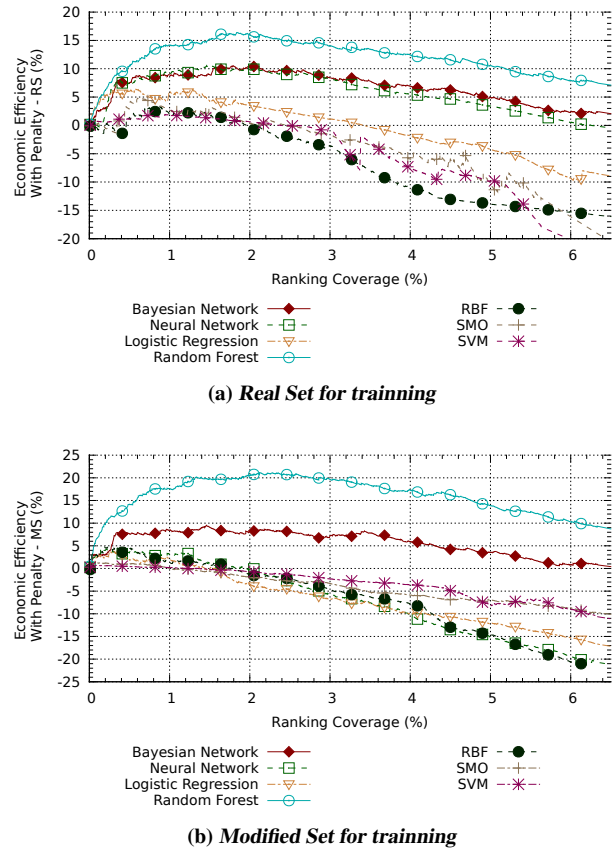 20
15
10
5
0
-5
-10
-15
-20
Economic Efficiency
With Penalty - RS (%)
0 1 2 3 4 5 6
Ranking Coverage (%)
Bayesian Network
Neural Network
Logistic Regression
Random Forest
RBF
SMO
SVM
(a) Real Set for trainning
25
20
15
10
5
0
-5
-10
-15
-20
-25
Economic Efficiency
With Penalty - MS (%)
0 1 2 3 4 5 6
Ranking Coverage (%)
Bayesian Network
Neural Network
Logistic Regression
Random Forest
RBF
SMO
SVM
(b) Modified Set for trainning